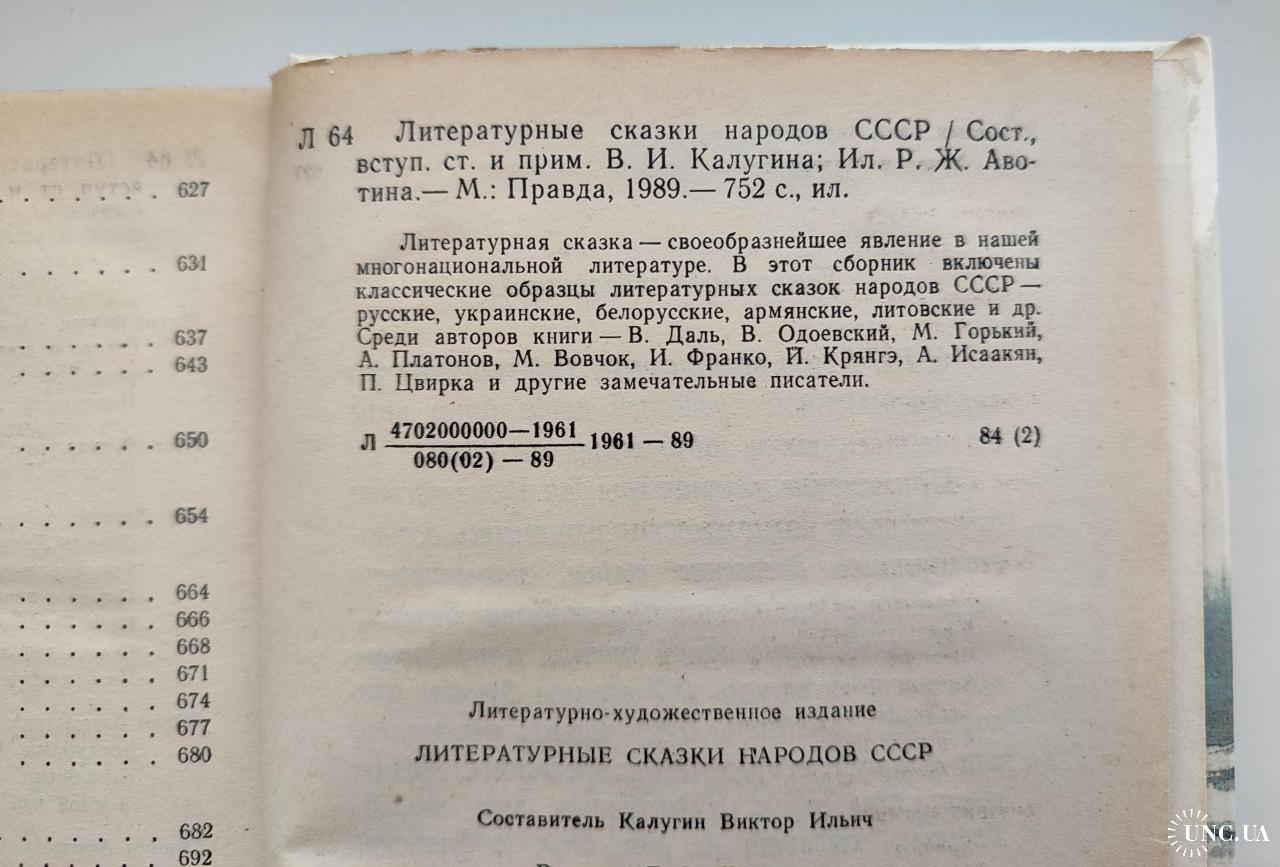 627
631
637
643
650
654
664
666
668
671
674
677
680
682
692
Л 64 Литературные сказки народов СССР / Сост.,
вступ. ст. и прим. В. И. Калугина; Ил. Р. Ж. Аво-
тина.— М.: Правда, 1989.— 752 с., ил.
Литературная сказка — своеобразнейшее явление в нашей
многонациональной литературе. В этот сборник включены
классические образцы литературных сказок народов СССР —
русские, украинские, белорусские, армянские, литовские и др.
Среди авторов книги — В. Даль, В. Одоевский, М. Горький,
А. Платонов, М. Вовчок, И. Франко, Й. Крянгэ, А. Исаакян,
П. Цвирка и другие замечательные писатели.
Л 4702000000—1961 1961 — 89 84 (2)
080(02) — 89
Литературно-художественное издание
ЛИТЕРАТУРНЫЕ СКАЗКИ НАРОДОВ СССР
Составитель Калугин Виктор Ильич
UNC.UA